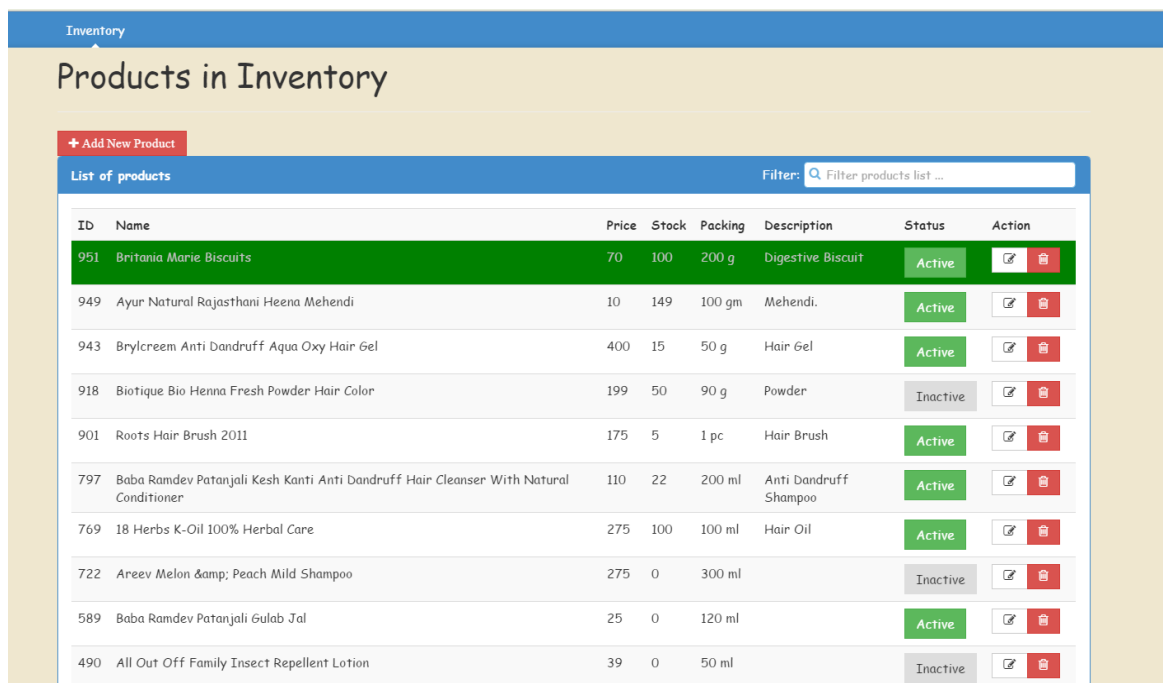 Inventory
Products in Inventory
Add New Product
List of products Filter: Filter products list ...
ID Name Price Stock Packing Description Status Action
951 Britania Marie Biscuits 70 100 200 g Digestive Biscuit Active
949 Ayur Natural Rajasthani Heena Mehendi 10 149 100 gm Mehendi. Active
943 Brylcreem Anti Dandruff Aqua Oxy Hair Gel 400 15 50 g Hair Gel Active
918 Biotique Bio Henna Fresh Powder Hair Color 199 50 90 g Powder Inactive
901 Roots Hair Brush 2011 175 5 1 pc Hair Brush Active
797 Baba Ramdev Patanjali Kesh Kanti Anti Dandruff Hair Cleanser With Natural 110 22 200 ml Anti Dandruff Active
Conditioner Shampoo
769 18 Herbs K-Oil 100% Herbal Care 275 100 100 ml Hair Oil Active
722 Areev Melon &amp; Peach Mild Shampoo 275 0 300 ml Inactive
589 Baba Ramdev Patanjali Gulab Jal 25 0 120 ml Active
490 All Out Off Family Insect Repellent Lotion 39 0 50 ml Inactive